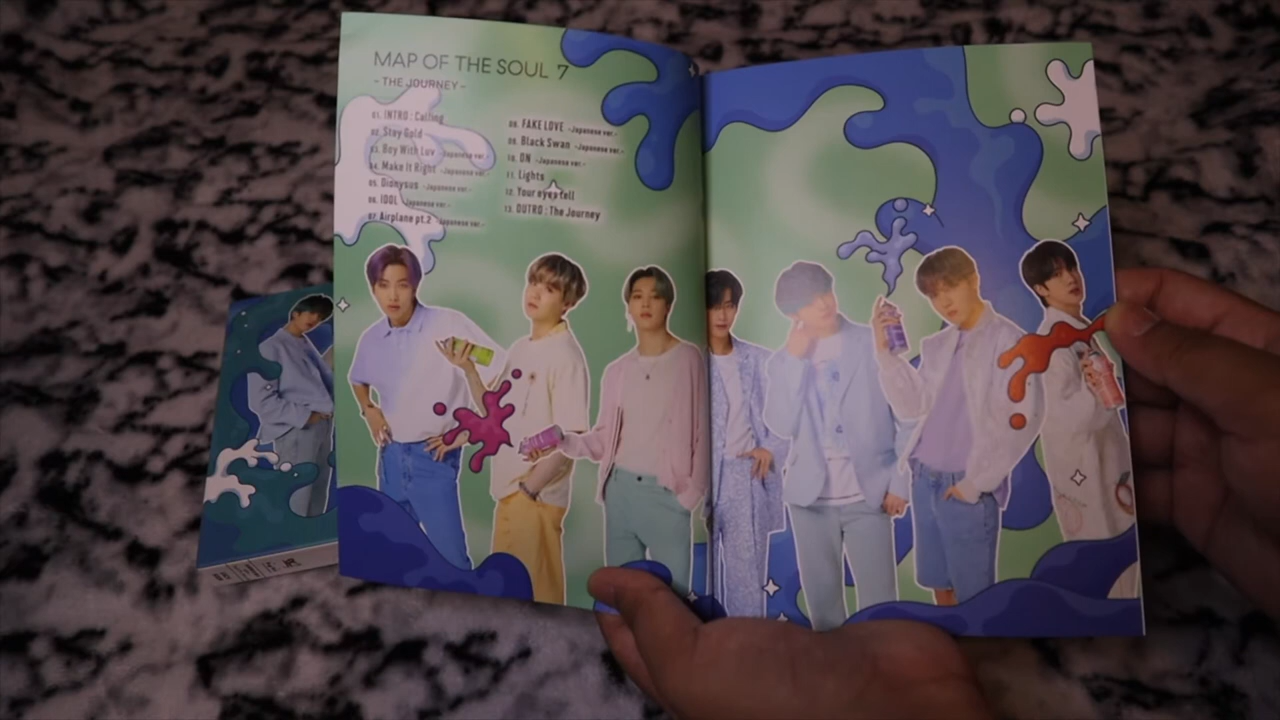 MAP OF THE SOUL 7
- THE JOURNEY -
01. INTRO : Calling
02. Stay Gold
03. Boy With Luv -Japanese ver.-
04. Make It Right -Japanese ver.-
05. Dionysus -Japanese ver.-
06. IDOL -Japanese ver.-
07. Airplane pt.2 -Japanese ver.-
08. FAKE LOVE -Japanese ver.-
09. Black Swan -Japanese ver.-
10. ON -Japanese ver.-
11. Lights
12. Your eyes tell
13. OUTRO : The Journey